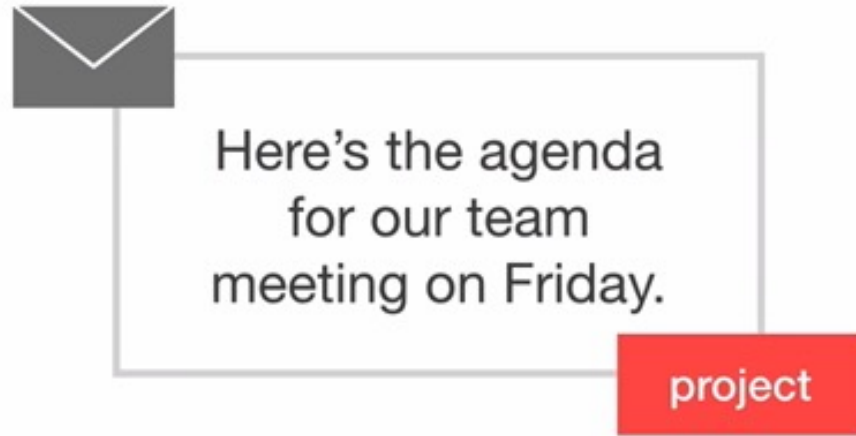 Here’s the agenda
for our team
meeting on Friday.
project